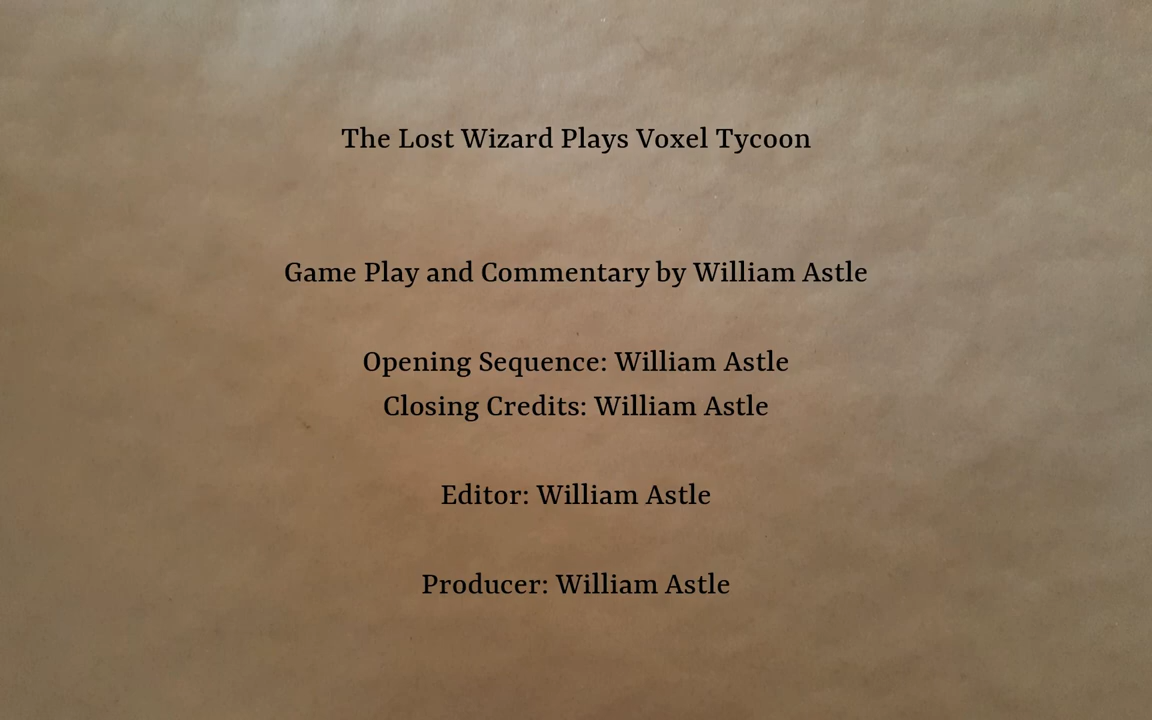 The Lost Wizard Plays Voxel Tycoon
Game Play and Commentary by William Astle
Opening Sequence: William Astle
Closing Credits: William Astle
Editor: William Astle
Producer: William Astle